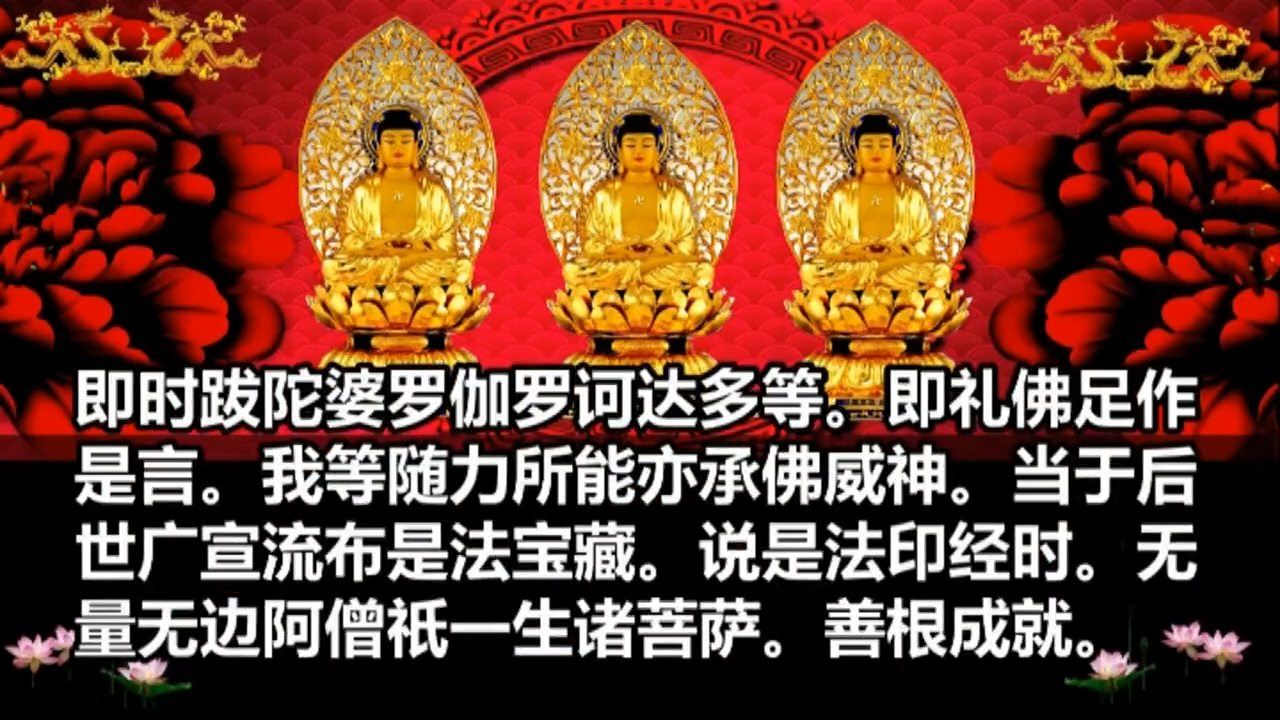 即时跋陀婆罗伽罗诃达多等。即礼佛足作
是言。我等随力所能亦承佛威神。当于后
世广宣流布是法宝藏。说是法印经时。无
量无边阿僧祇一生诸菩萨。善根成就。